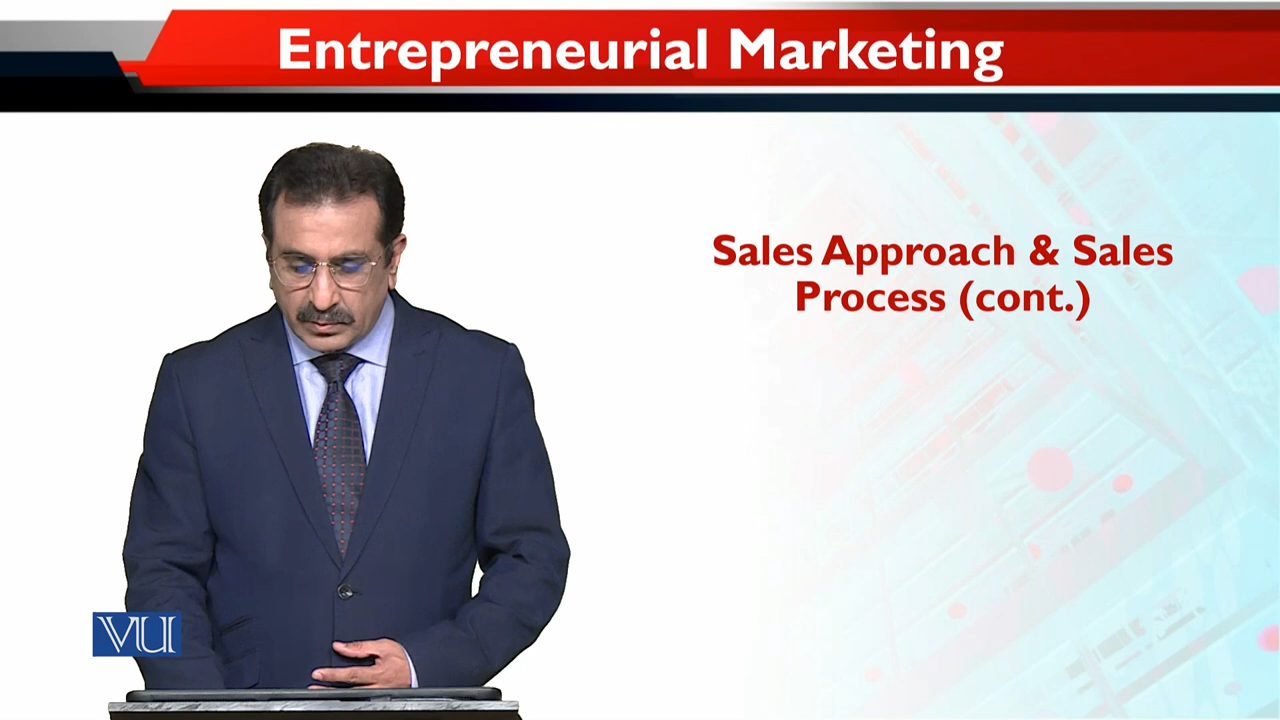 Entrepreneurial Marketing
Sales Approach & Sales
Process (cont.)
VU